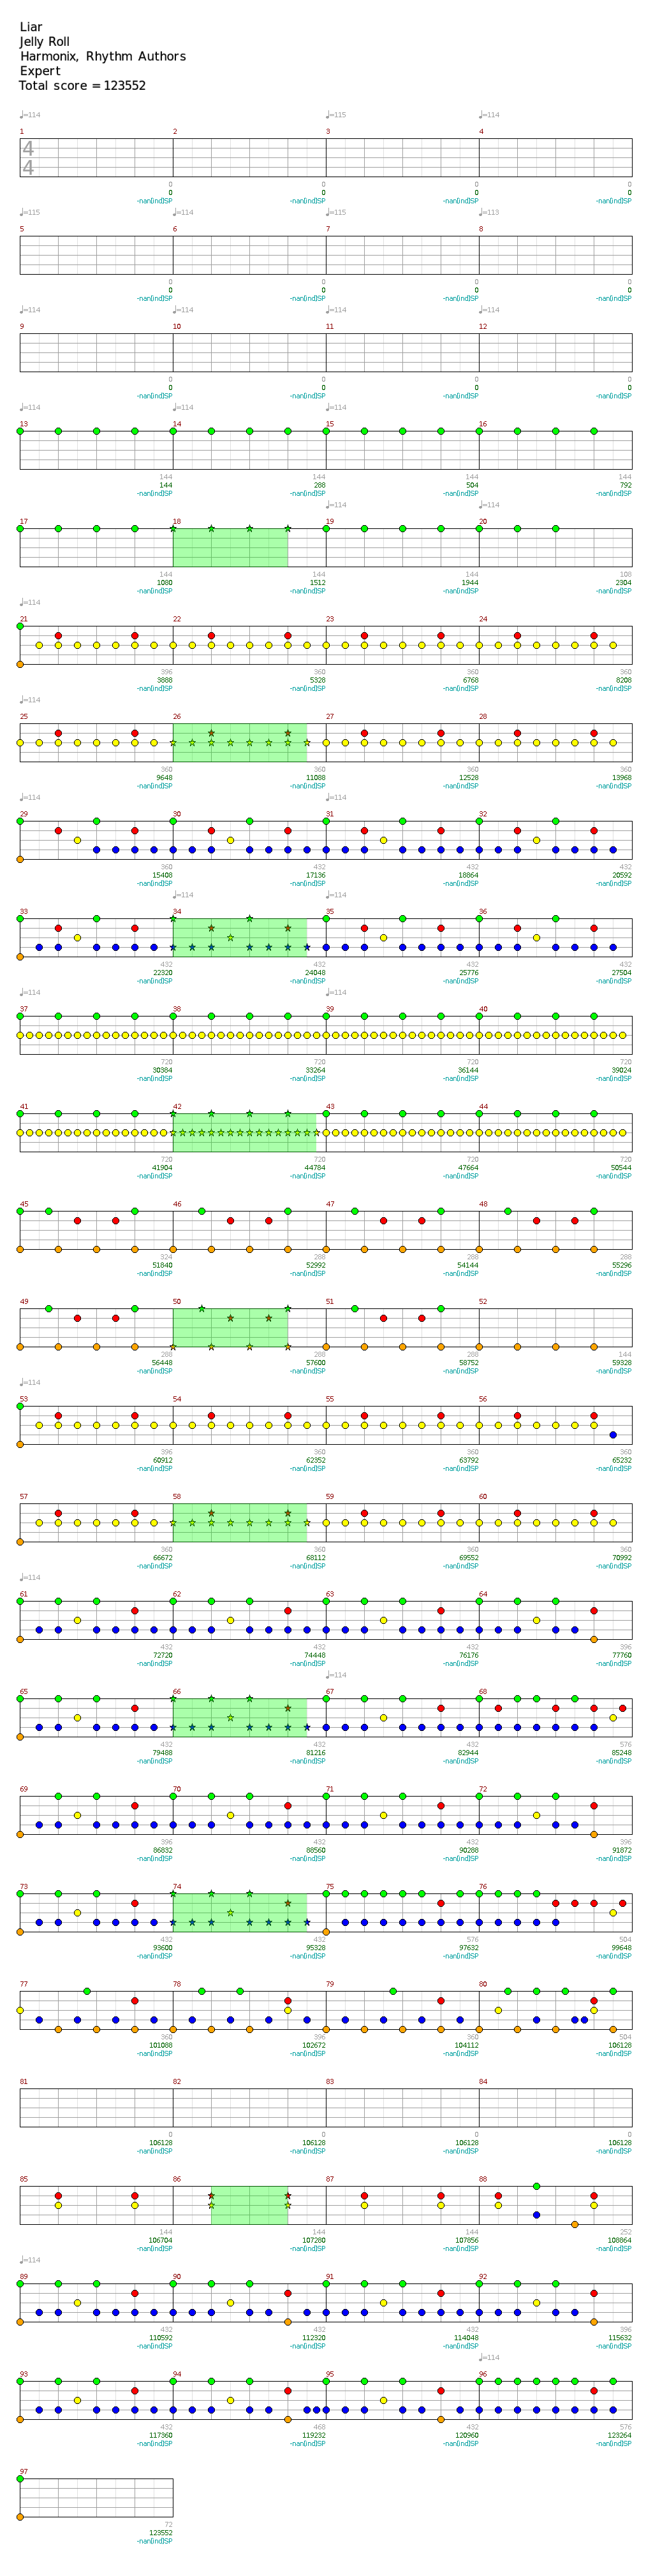 Liar
Jelly Roll
Harmonix, Rhythm Authors
Expert
Total score = 123552
♩=114 ♩=115 ♩=114
1 2 3 4
4
4
0 0 0 0
0 0 0 0
-nan(ind)SP -nan(ind)SP -nan(ind)SP -nan(ind)SP
♩=115 ♩=114 ♩=115 ♩=113
5 6 7 8
0 0 0 0
0 0 0 0
-nan(ind)SP -nan(ind)SP -nan(ind)SP -nan(ind)SP
♩=114 ♩=114 ♩=114
9 10 11 12
0 0 0 0
0 0 0 0
-nan(ind)SP -nan(ind)SP -nan(ind)SP -nan(ind)SP
♩=114 ♩=114 ♩=114
13 14 15 16
144 144 144 144
144 288 504 792
-nan(ind)SP -nan(ind)SP -nan(ind)SP -nan(ind)SP
♩=114 ♩=114
17 18 19 20
144 144 144 108
1080 1512 1944 2304
-nan(ind)SP -nan(ind)SP -nan(ind)SP -nan(ind)SP
♩=114
21 22 23 24
396 360 360 360
3888 5328 6768 8208
-nan(ind)SP -nan(ind)SP -nan(ind)SP -nan(ind)SP
♩=114
25 26 27 28
360 360 360 360
9648 11088 12528 13968
-nan(ind)SP -nan(ind)SP -nan(ind)SP -nan(ind)SP
♩=114 ♩=114
29 30 31 32
360 432 432 432
15408 17136 18864 20592
-nan(ind)SP -nan(ind)SP -nan(ind)SP -nan(ind)SP
♩=114 ♩=114
33 34 35 36
432 432 432 432
22320 24048 25776 27504
-nan(ind)SP -nan(ind)SP -nan(ind)SP -nan(ind)SP
♩=114 ♩=114
37 38 39 40
720 720 720 720
30384 33264 36144 39024
-nan(ind)SP -nan(ind)SP -nan(ind)SP -nan(ind)SP
41 42 43 44
720 720 720 720
41904 44784 47664 50544
-nan(ind)SP -nan(ind)SP -nan(ind)SP -nan(ind)SP
45 46 47 48
324 288 288 288
51840 52992 54144 55296
-nan(ind)SP -nan(ind)SP -nan(ind)SP -nan(ind)SP
49 50 51 52
288 288 288 144
56448 57600 58752 59328
-nan(ind)SP -nan(ind)SP -nan(ind)SP -nan(ind)SP
♩=114
53 54 55 56
396 360 360 360
60912 62352 63792 65232
-nan(ind)SP -nan(ind)SP -nan(ind)SP -nan(ind)SP
57 58 59 60
360 360 360 360
66672 68112 69552 70992
-nan(ind)SP -nan(ind)SP -nan(ind)SP -nan(ind)SP
♩=114
61 62 63 64
432 432 432 396
72720 74448 76176 77760
-nan(ind)SP -nan(ind)SP -nan(ind)SP -nan(ind)SP
♩=114
65 66 67 68
432 432 432 576
79488 81216 82944 85248
-nan(ind)SP -nan(ind)SP -nan(ind)SP -nan(ind)SP
69 70 71 72
396 432 432 396
86832 88560 90288 91872
-nan(ind)SP -nan(ind)SP -nan(ind)SP -nan(ind)SP
73 74 75 76
432 432 576 504
93600 95328 97632 99648
-nan(ind)SP -nan(ind)SP -nan(ind)SP -nan(ind)SP
77 78 79 80
360 396 360 504
101088 102672 104112 106128
-nan(ind)SP -nan(ind)SP -nan(ind)SP -nan(ind)SP
81 82 83 84
0 0 0 0
106128 106128 106128 106128
-nan(ind)SP -nan(ind)SP -nan(ind)SP -nan(ind)SP
85 86 87 88
144 144 144 252
106704 107280 107856 108864
-nan(ind)SP -nan(ind)SP -nan(ind)SP -nan(ind)SP
♩=114
89 90 91 92
432 432 432 396
110592 112320 114048 115632
-nan(ind)SP -nan(ind)SP -nan(ind)SP -nan(ind)SP
♩=114
93 94 95 96
432 468 432 576
117360 119232 120960 123264
-nan(ind)SP -nan(ind)SP -nan(ind)SP -nan(ind)SP
97
72
123552
-nan(ind)SP